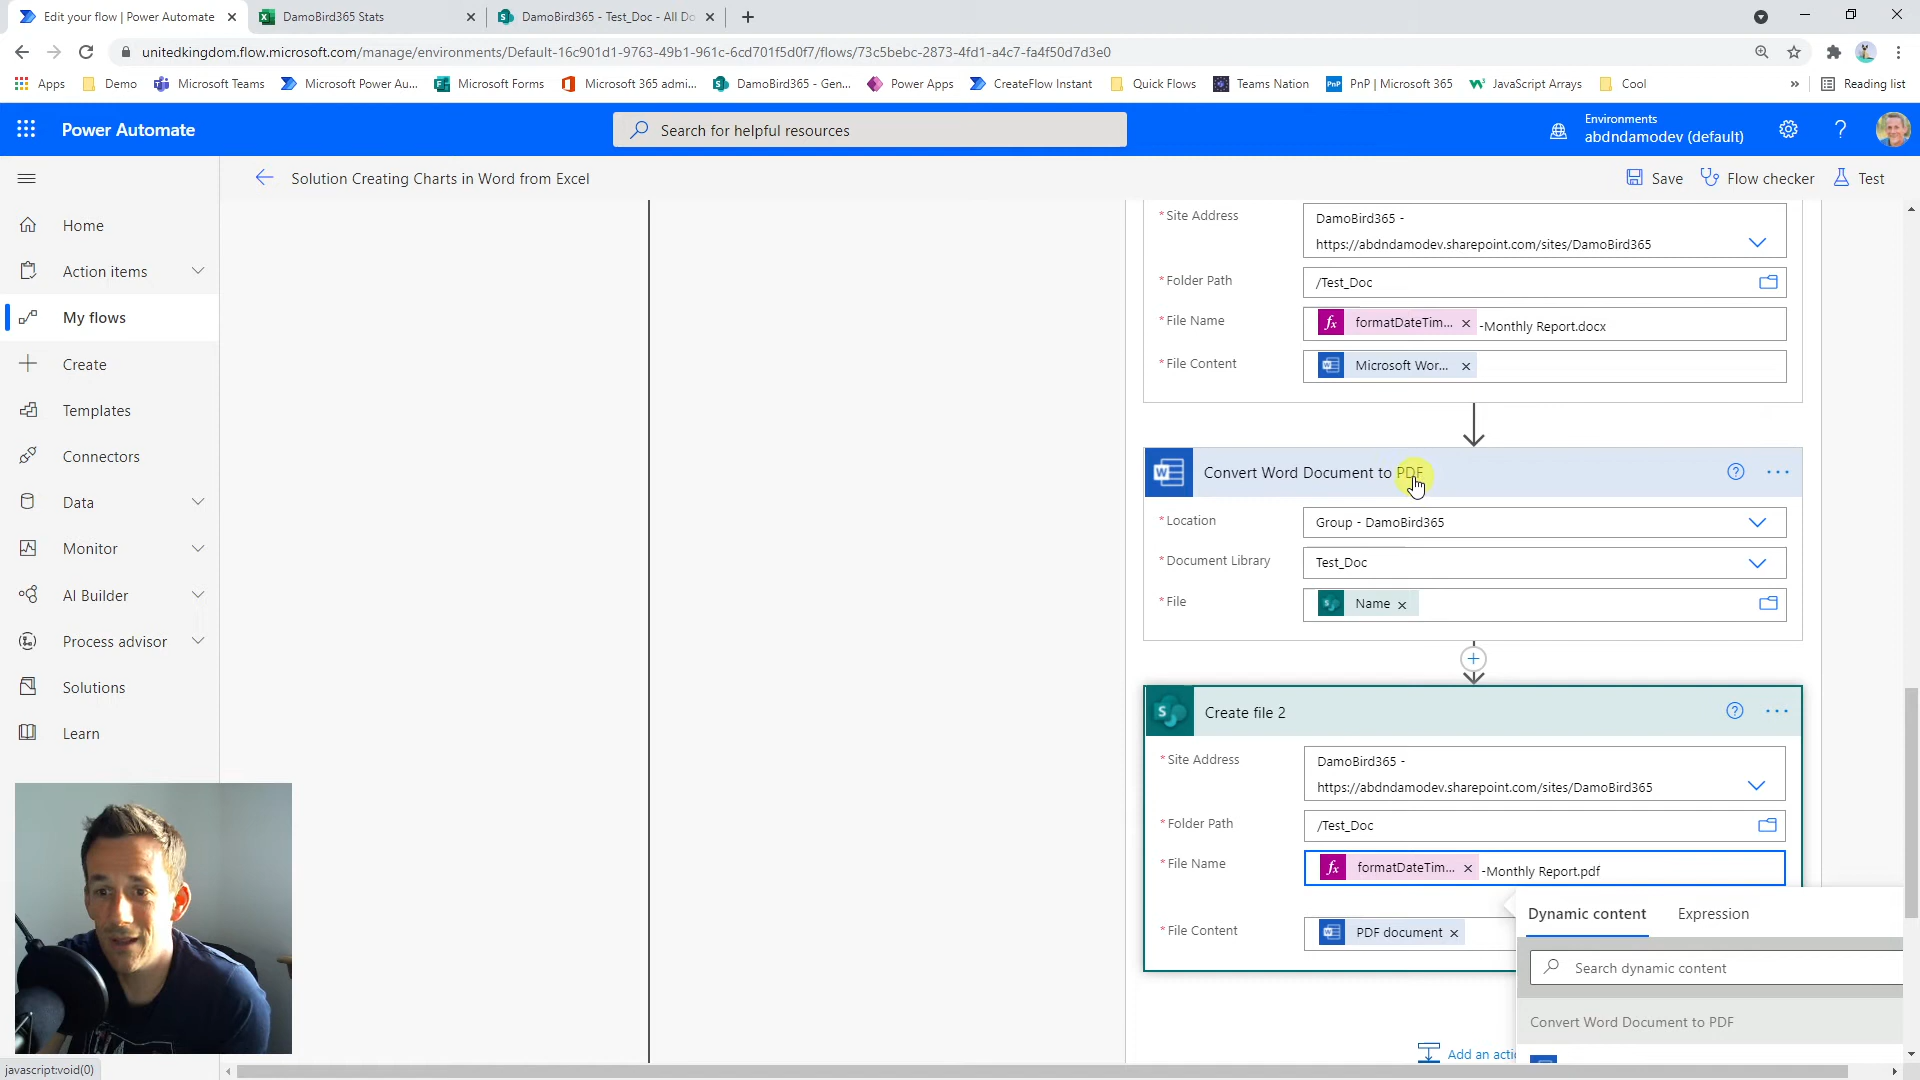 Edit your flow | Power Automate
DamoBird365 Stats
DamoBird365 - Test_Doc - All Do
unitedkingdom.flow.microsoft.com/manage/environments/Default-16c901d1-9763-49b1-961c-6cd701f5d0f7/flows/73c5bebc-2873-4fd1-a4c7-fa4f50d7d3e0
Apps
Demo
Microsoft Teams
Microsoft Power Au...
Microsoft Forms
Microsoft 365 admi...
DamoBird365 - Gen...
Power Apps
CreateFlow Instant
Quick Flows
Teams Nation
PnP | Microsoft 365
JavaScript Arrays
Cool
»
Reading list
Power Automate
Search for helpful resources
Environments
abdndamodev (default)
Solution Creating Charts in Word from Excel
Save
Flow checker
Test
Home
Action items
My flows
Create
Templates
Connectors
Data
Monitor
AI Builder
Process advisor
Solutions
Learn
* Site Address
DamoBird365 -
https://abdndamodev.sharepoint.com/sites/DamoBird365
* Folder Path
/Test_Doc
* File Name
fx formatDateTim... × -Monthly Report.docx
* File Content
Microsoft Wor... ×
Convert Word Document to PDF
* Location
Group - DamoBird365
* Document Library
Test_Doc
* File
Name ×
Create file 2
* Site Address
DamoBird365 -
https://abdndamodev.sharepoint.com/sites/DamoBird365
* Folder Path
/Test_Doc
* File Name
fx formatDateTim... × -Monthly Report.pdf
* File Content
PDF document ×
Dynamic content
Expression
Search dynamic content
Convert Word Document to PDF
Add an acti
javascript:void(0)